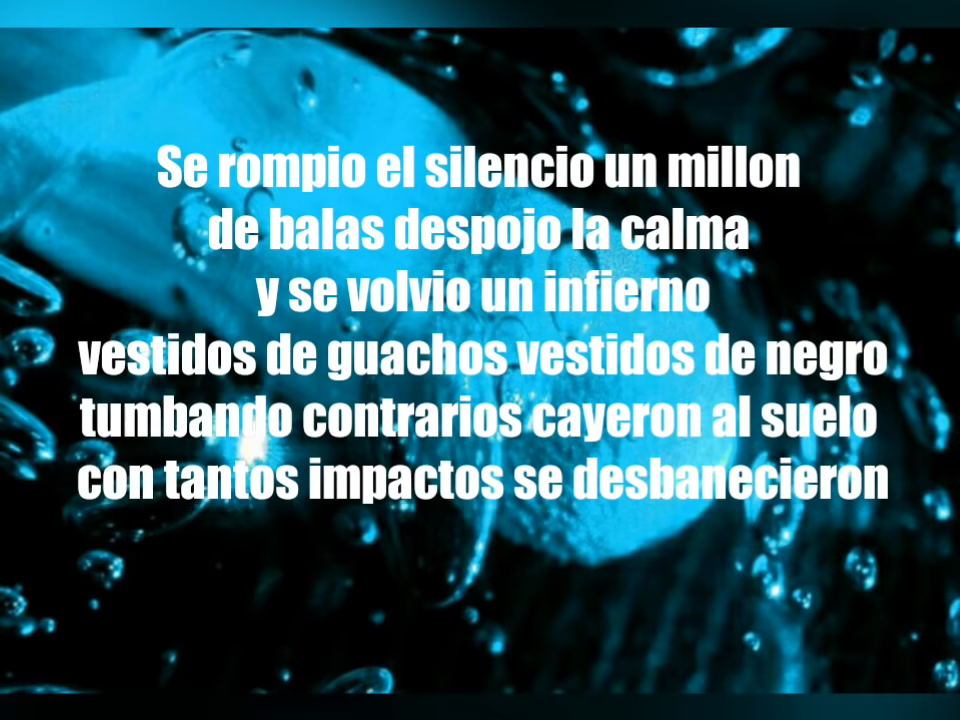 Se rompio el silencio un millon
de balas despojo la calma
y se volvio un infierno
vestidos de guachos vestidos de negro
tumbando contrarios cayeron al suelo
con tantos impactos se desbanecieron